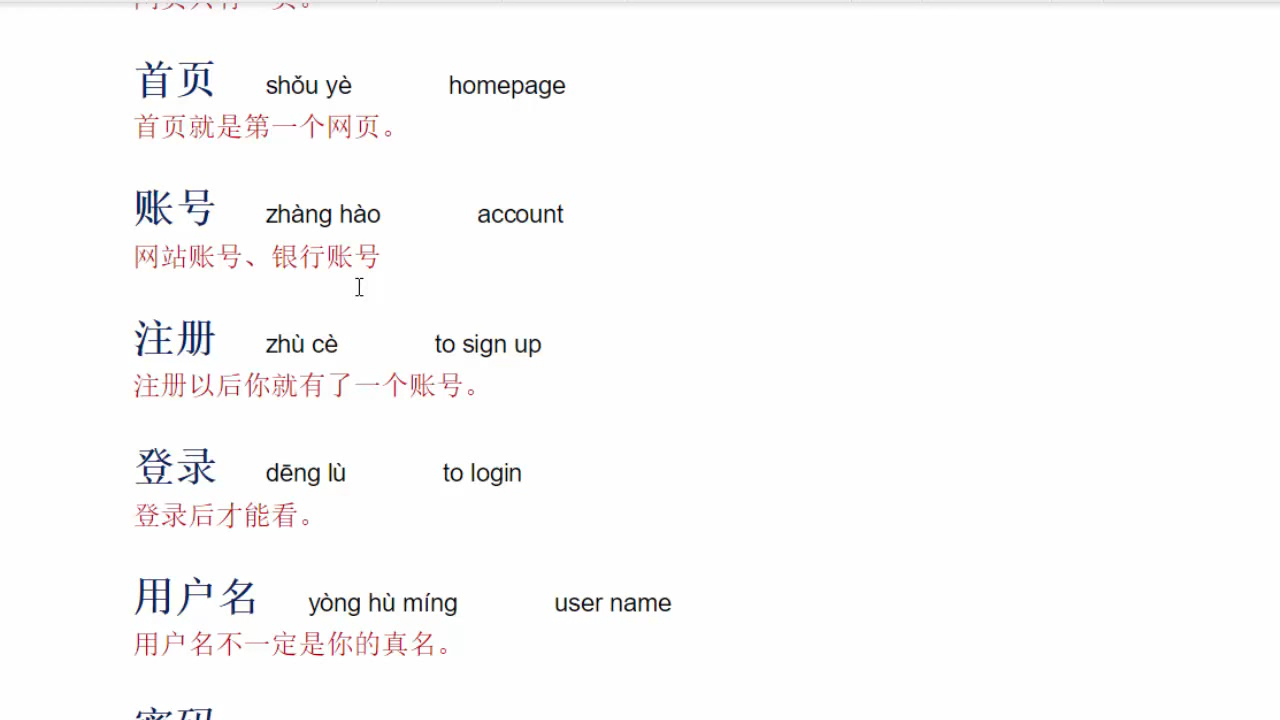 首页 shǒu yè homepage
首页就是第一个网页。
账号 zhàng hào account
网站账号、银行账号
注册 zhù cè to sign up
注册以后你就有了一个账号。
登录 dēng lù to login
登录后才能看。
用户名 yòng hù míng user name
用户名不一定是你的真名。